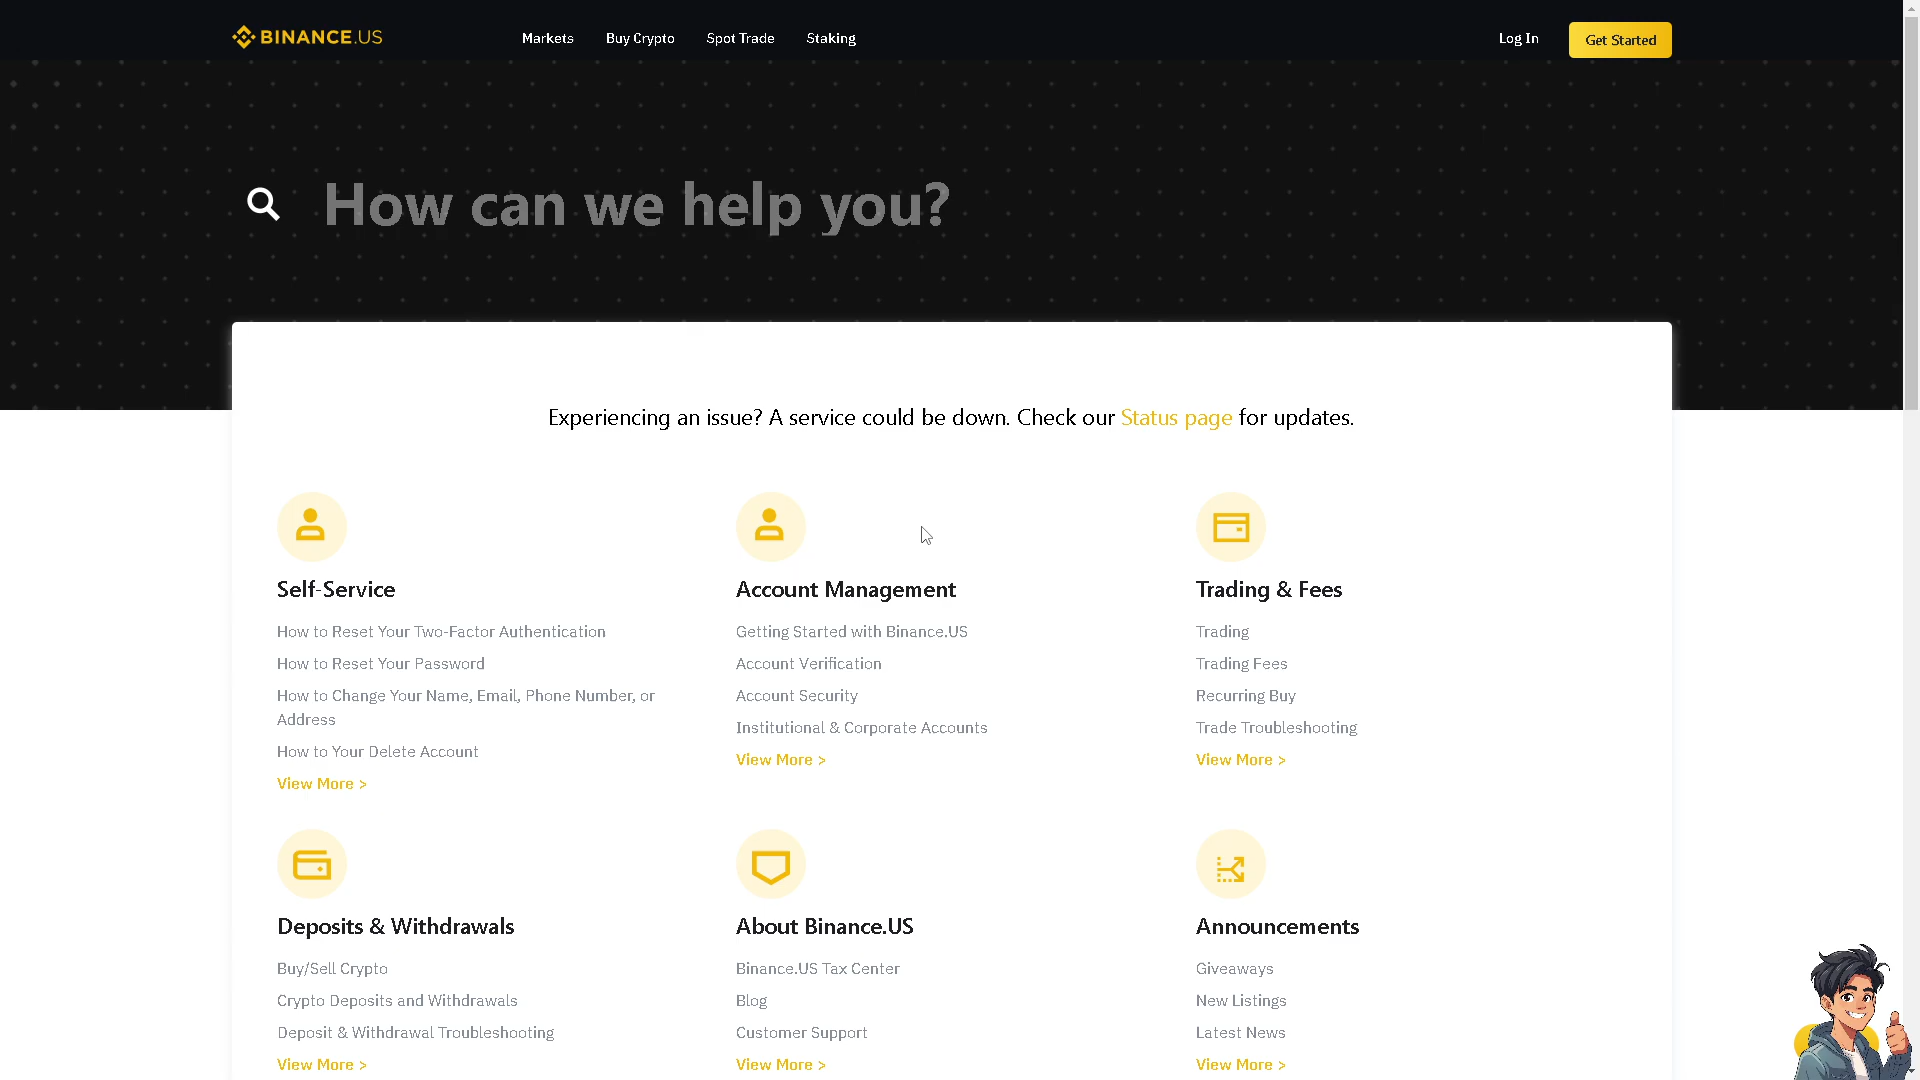 BINANCE.US
Markets
Buy Crypto
Spot Trade
Staking
Log In
Get Started
How can we help you?
Experiencing an issue? A service could be down. Check our Status page for updates.
Self-Service
How to Reset Your Two-Factor Authentication
How to Reset Your Password
How to Change Your Name, Email, Phone Number, or
Address
How to Your Delete Account
View More >
Account Management
Getting Started with Binance.US
Account Verification
Account Security
Institutional & Corporate Accounts
View More >
Trading & Fees
Trading
Trading Fees
Recurring Buy
Trade Troubleshooting
View More >
Deposits & Withdrawals
Buy/Sell Crypto
Crypto Deposits and Withdrawals
Deposit & Withdrawal Troubleshooting
View More >
About Binance.US
Binance.US Tax Center
Blog
Customer Support
View More >
Announcements
Giveaways
New Listings
Latest News
View More >